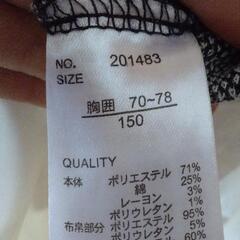 NO. 201483
SIZE
胸囲 70~78
150
QUALITY
本体 ポリエステル 71%
綿 25%
レーヨン 3%
ポリウレタン 1%
布帛部分 ポリエステル 95%
ポリウレタン 5%
60%